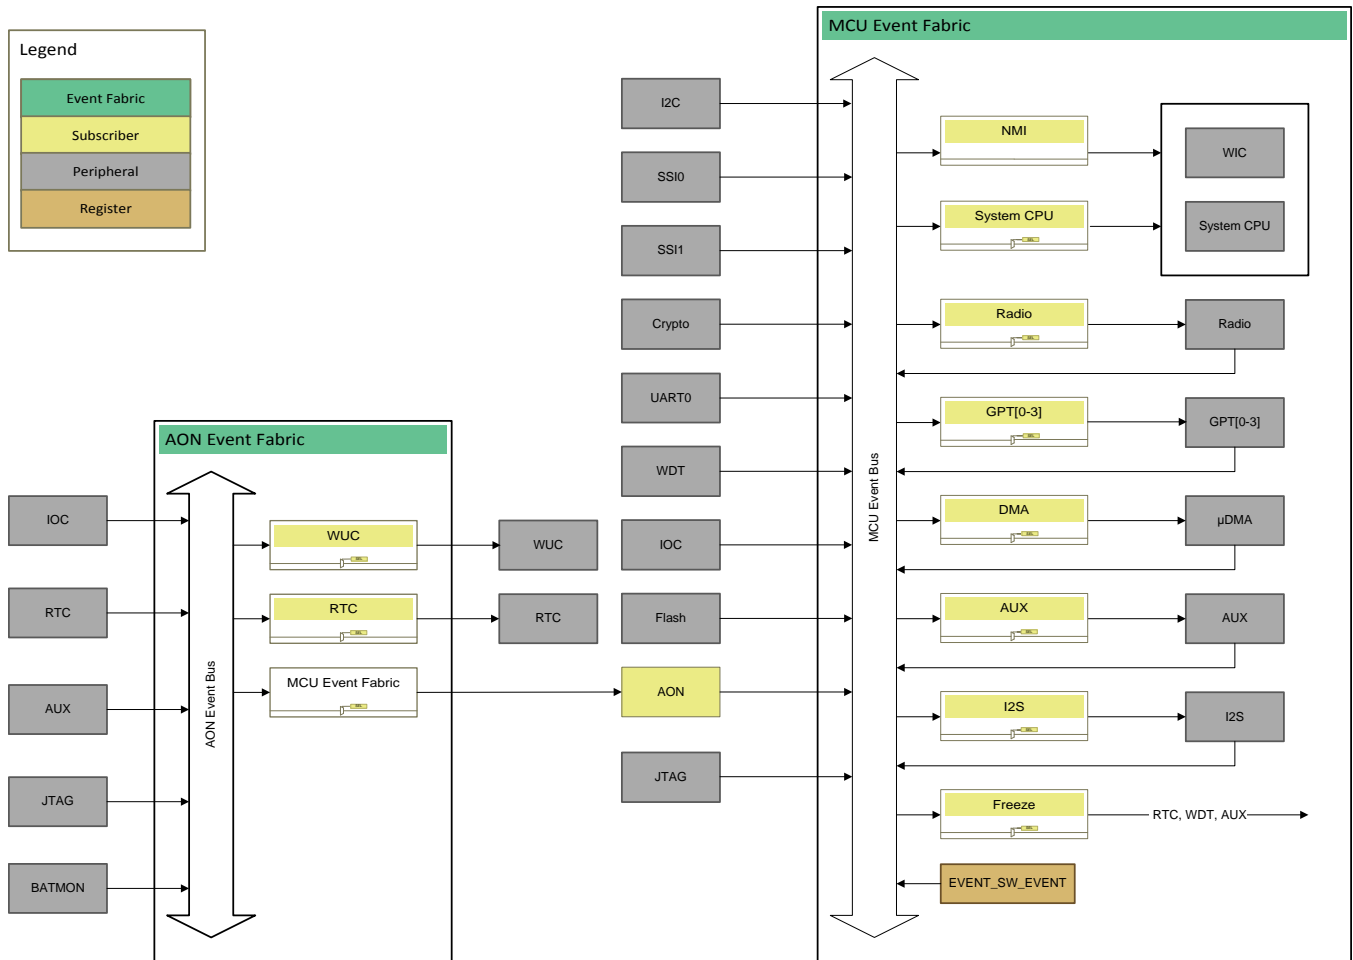 Legend
Event Fabric
Subscriber
Peripheral
Register
MCU Event Fabric
I2C
SSI0
SSI1
Crypto
UART0
WDT
IOC
Flash
AON
JTAG
MCU Event Bus
NMI
System CPU
Radio
GPT[0-3]
DMA
AUX
I2S
Freeze
EVENT_SW_EVENT
WIC
System CPU
Radio
GPT[0-3]
µDMA
AUX
I2S
RTC, WDT, AUX
AON Event Fabric
IOC
RTC
AUX
JTAG
BATMON
AON Event Bus
WUC
RTC
MCU Event Fabric
WUC
RTC